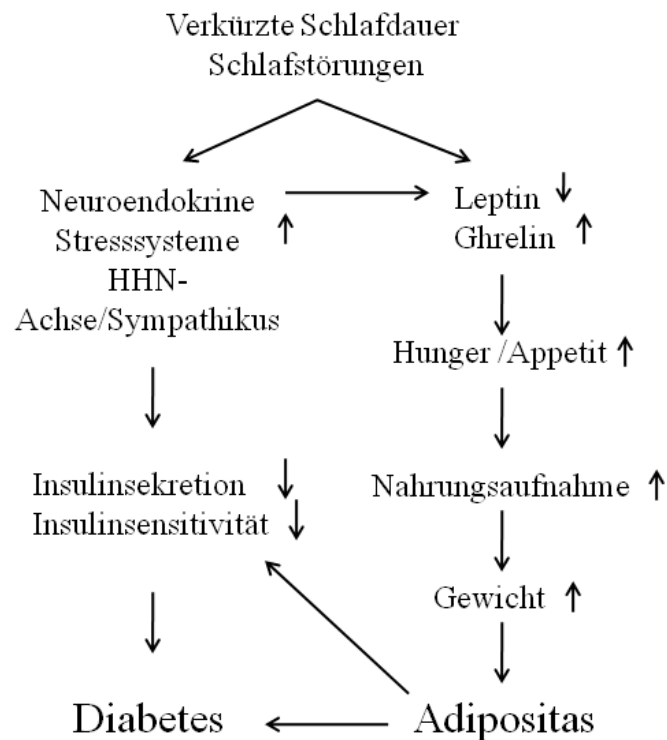 Verkürzte Schlafdauer
Schlafstörungen
Neuroendokrine
Stresssysteme ↑
HHN-
Achse/Sympathikus
Leptin ↓
Ghrelin ↑
Hunger /Appetit ↑
Insulinsekretion ↓
Insulinsensitivität ↓
Nahrungsaufnahme ↑
Gewicht ↑
Diabetes
Adipositas